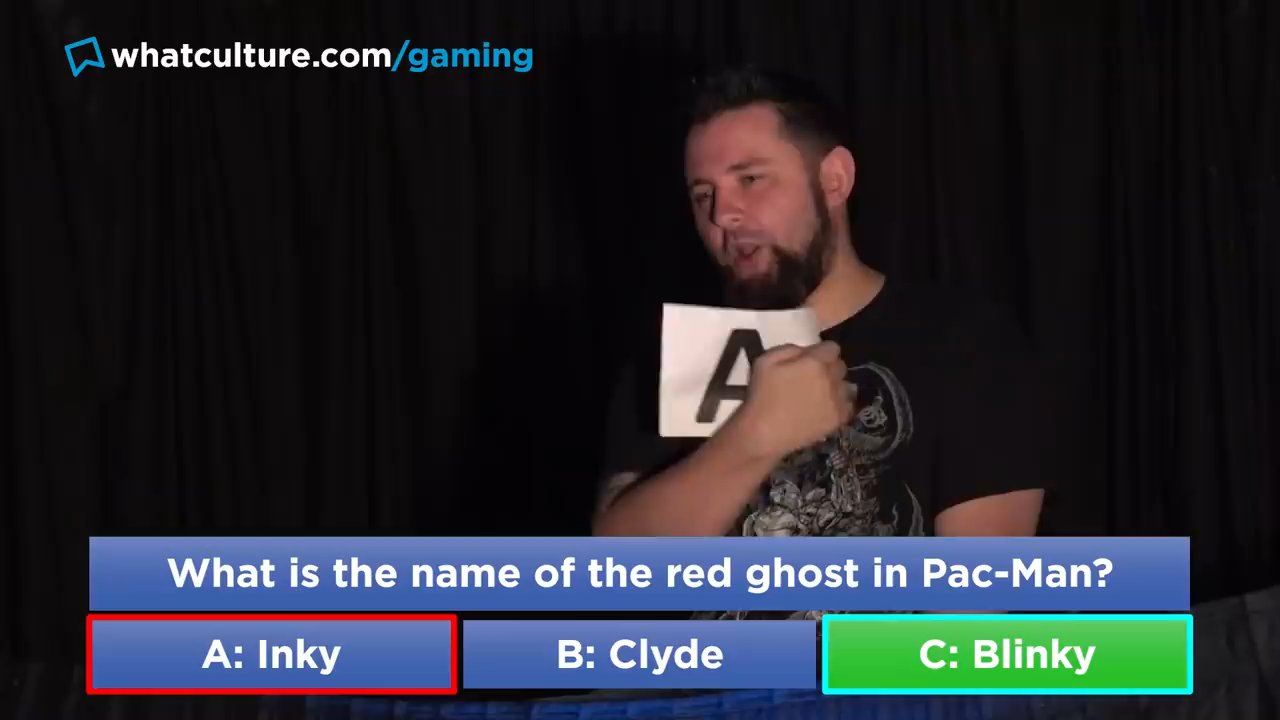 whatculture.com/gaming
A
What is the name of the red ghost in Pac-Man?
A: Inky
B: Clyde
C: Blinky